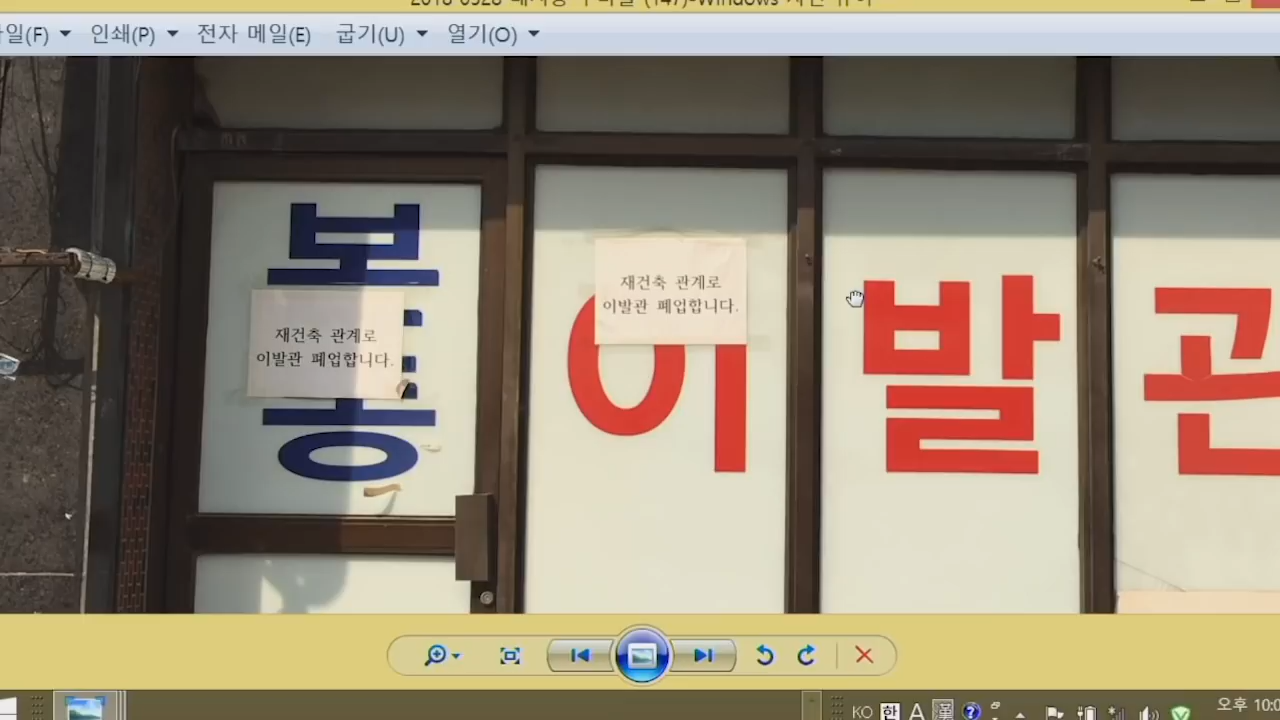 인쇄(P) 전자 메일(E) 굽기(U) 열기(O)
재건축 관계로
이발관 폐업합니다.
재건축 관계로
이발관 폐업합니다.
이발관
KO 한 A 漢 ?
오후